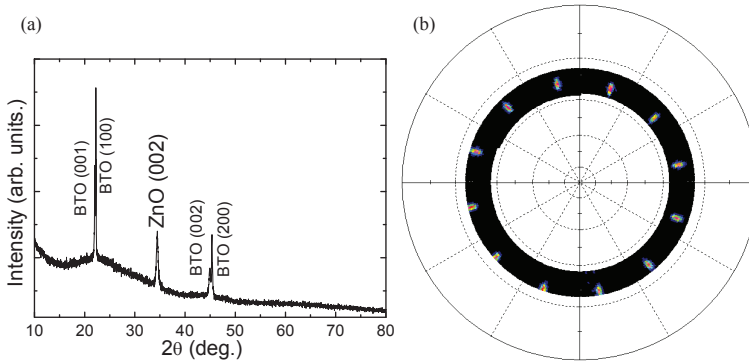 (a)
(b)
Intensity (arb. units.)
BTO (001)
BTO (100)
ZnO (002)
BTO (002)
BTO (200)
10 20 30 40 50 60 70 80
2θ (deg.)